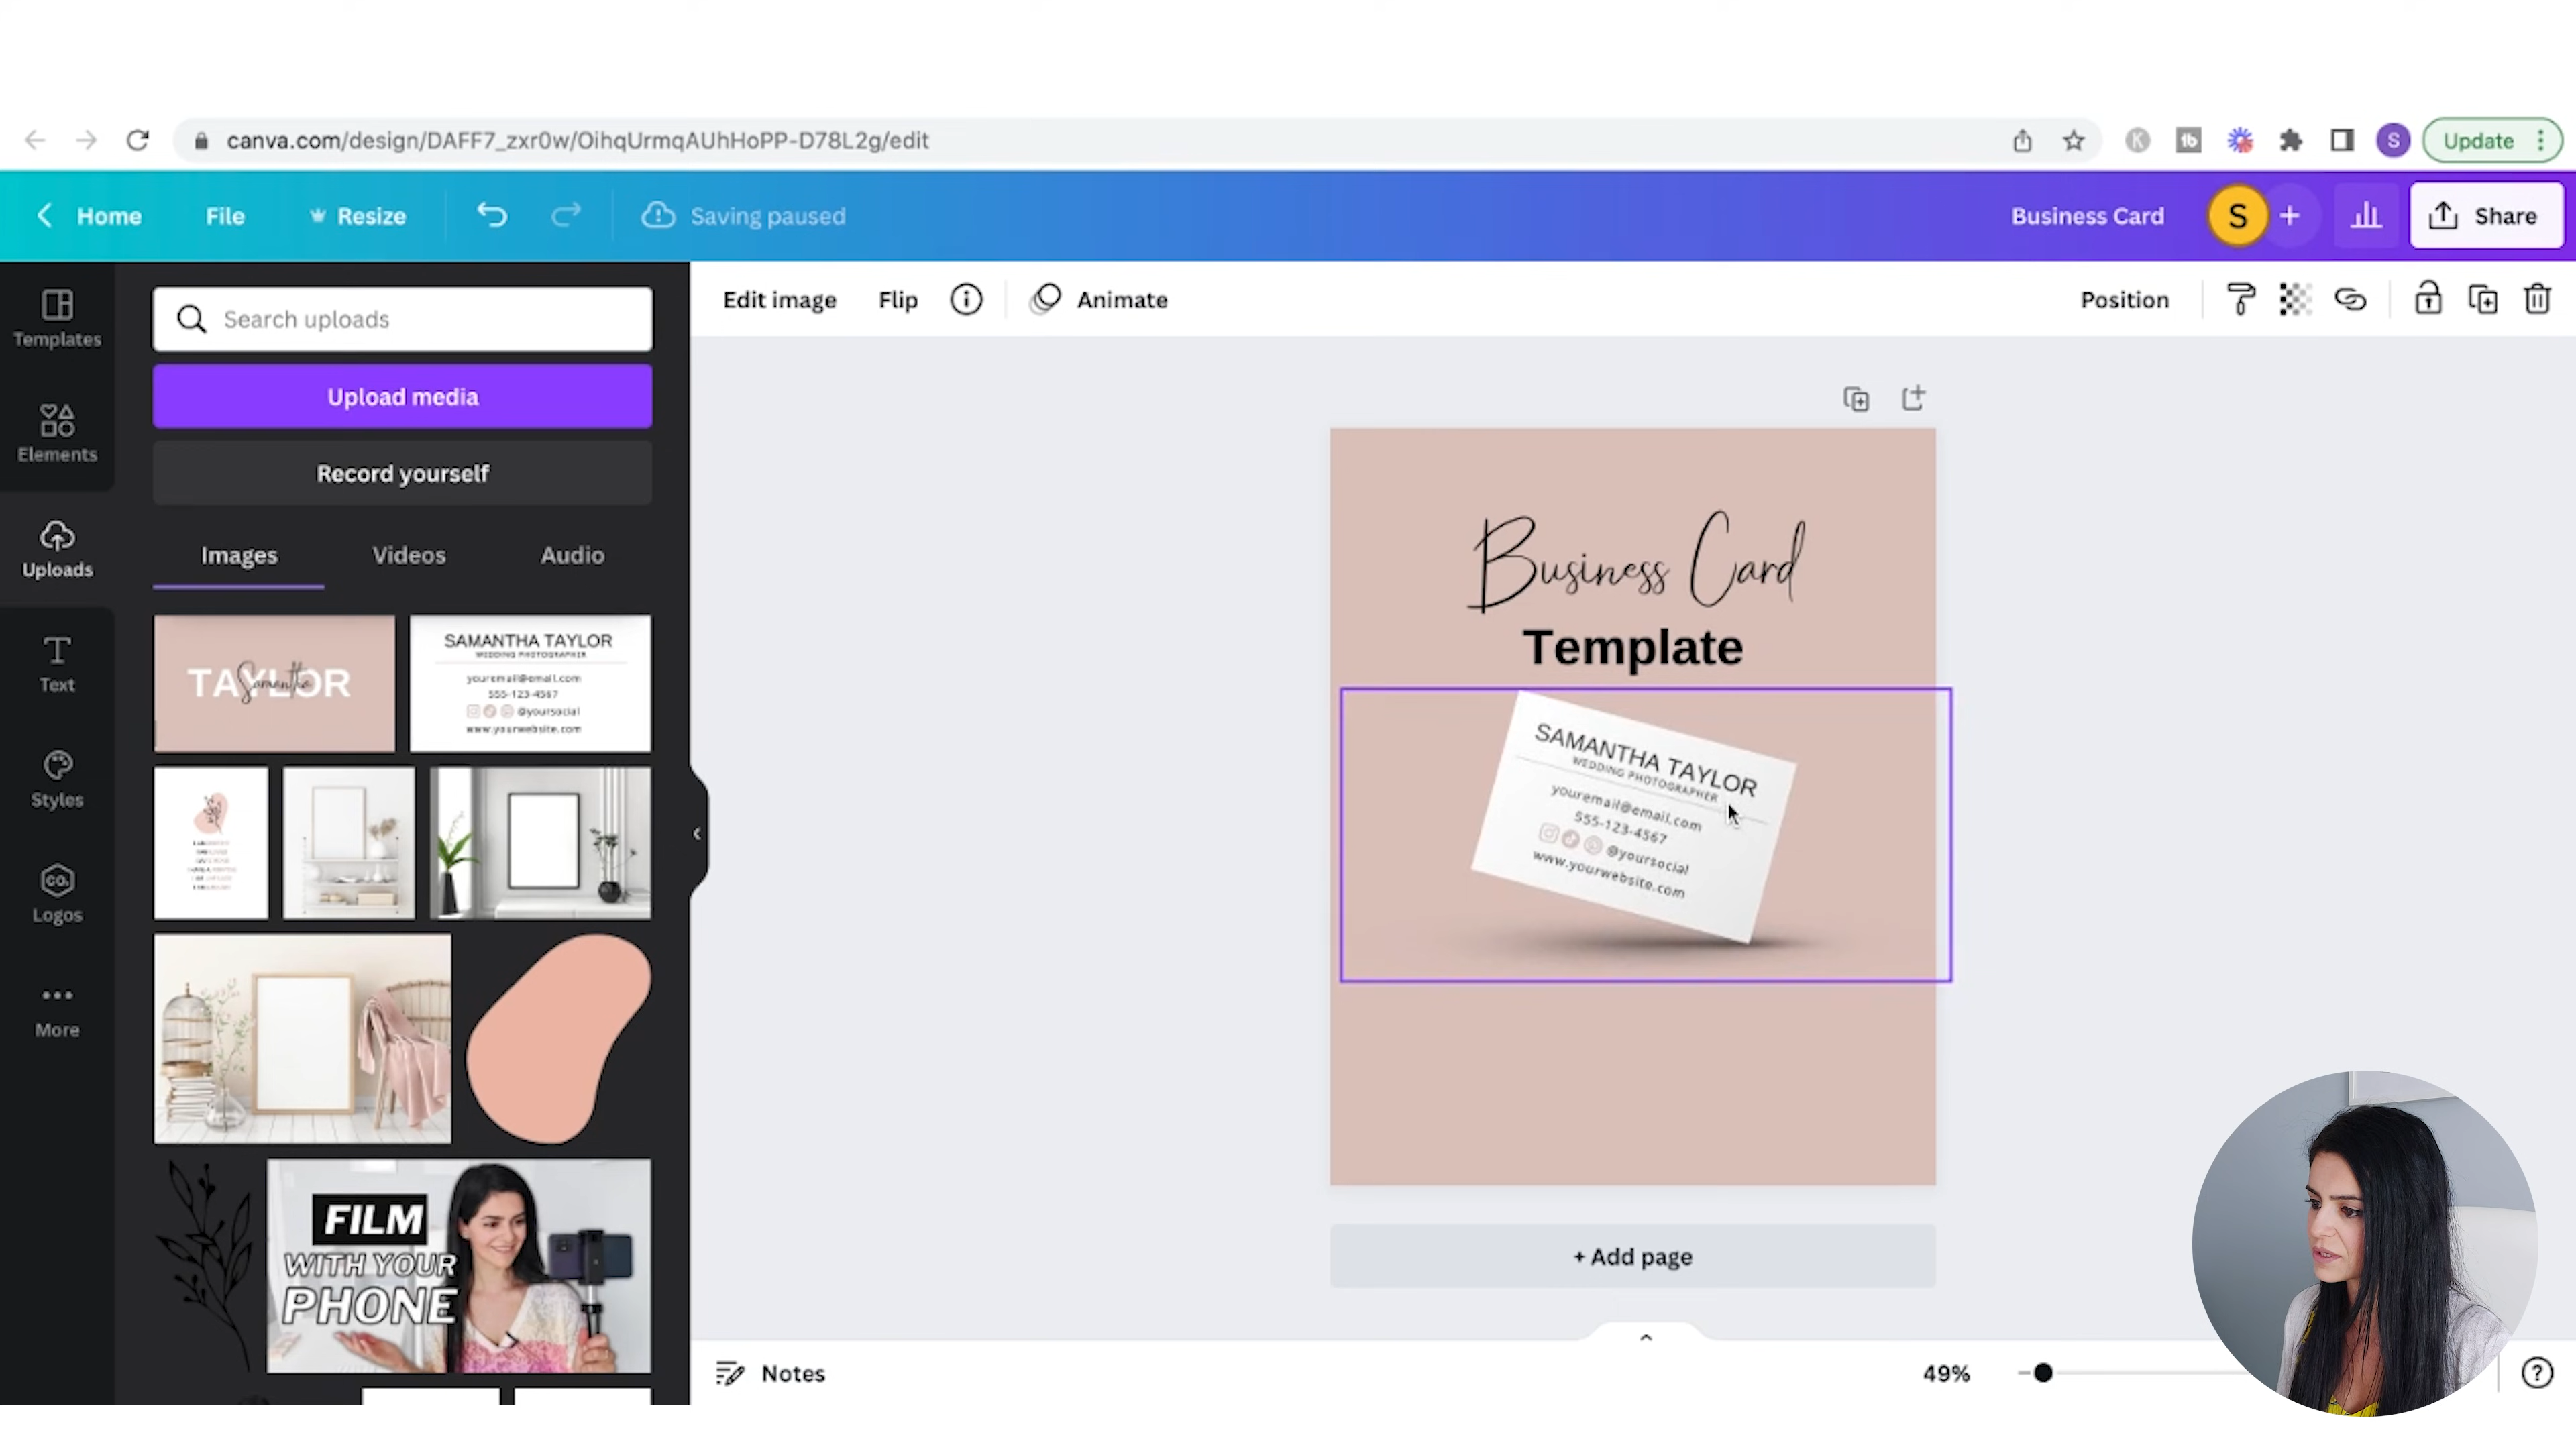 canva.com/design/DAFF7_zxr0w/OihqUrmqAUhHoPP-D78L2g/edit
K
tb
S
Update
Home
File
Resize
Saving paused
Business Card
S
+
Share
Templates
Elements
Uploads
Text
Styles
CO.
Logos
More
Search uploads
Upload media
Record yourself
Images
Videos
Audio
TAYLOR
Samantha
SAMANTHA TAYLOR
WEDDING PHOTOGRAPHER
youremail@email.com
555-123-4567
@yoursocial
www.yourwebsite.com
FILM
WITH YOUR
PHONE
Edit image
Flip
Animate
Position
Business Card
Template
SAMANTHA TAYLOR
WEDDING PHOTOGRAPHER
youremail@email.com
555-123-4567
@yoursocial
www.yourwebsite.com
+ Add page
Notes
49%
?